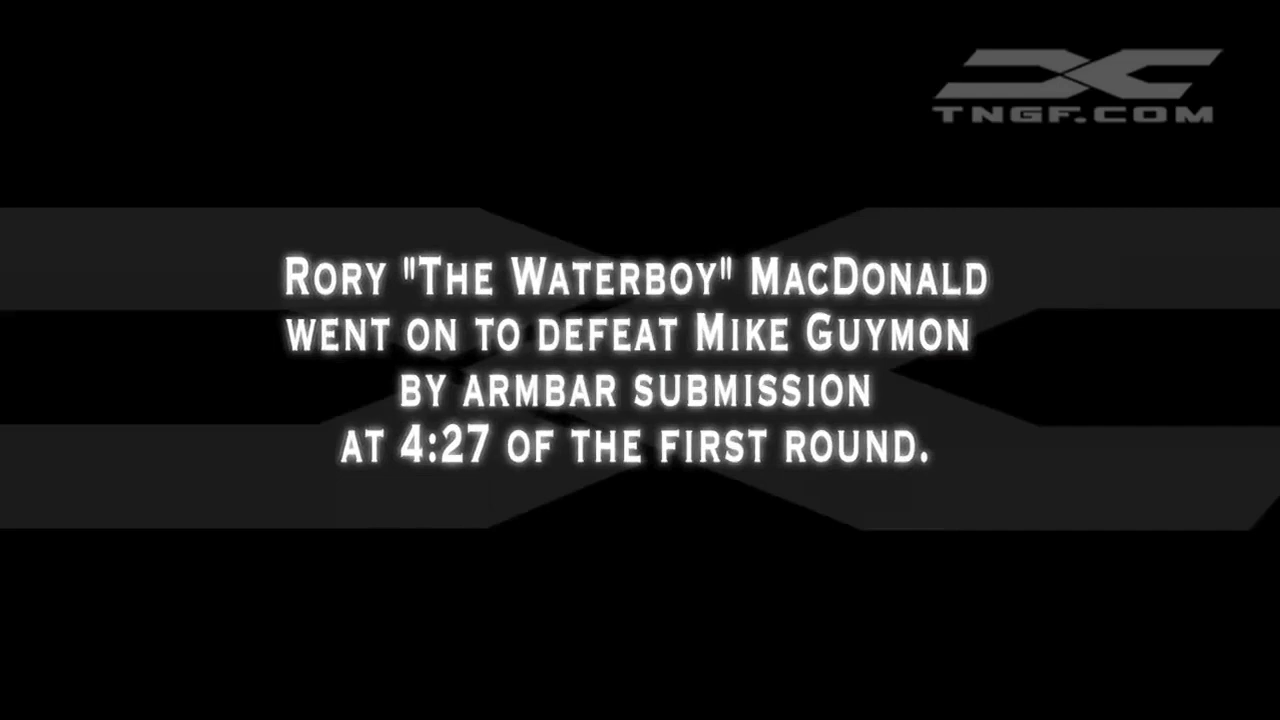 TNGF.COM
Rory "The Waterboy" MacDonald
went on to defeat Mike Guymon
by armbar submission
at 4:27 of the first round.